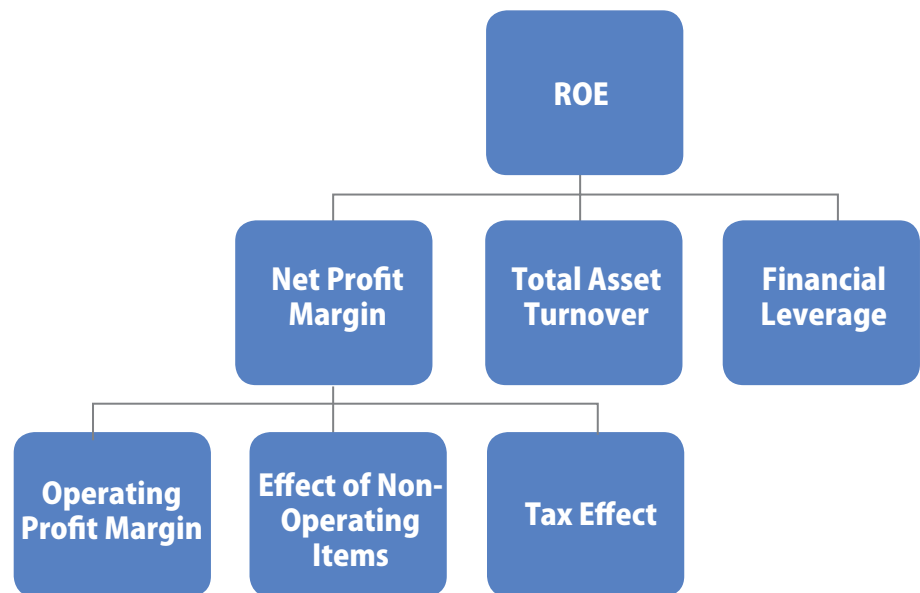 ROE
Net Profit
Margin
Total Asset
Turnover
Financial
Leverage
Operating
Profit Margin
Effect of Non-
Operating
Items
Tax Effect